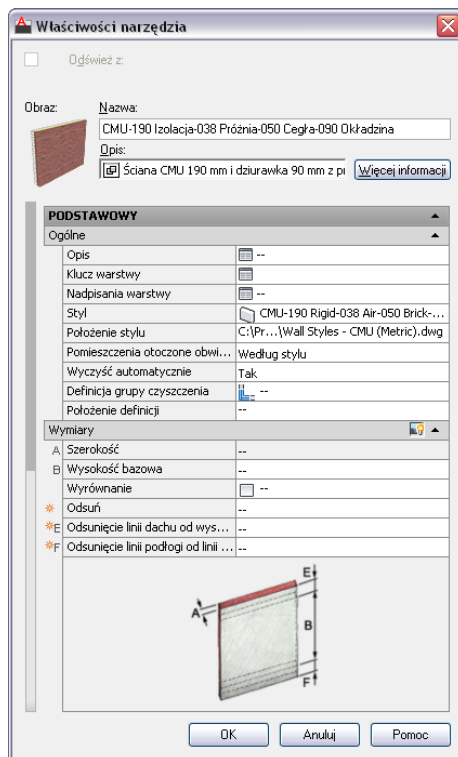 Właściwości narzędzia
Odśwież z:
Obraz:
Nazwa:
CMU-190 Izolacja-038 Próżnia-050 Cegła-090 Okładzina
Opis:
Ściana CMU 190 mm i dziurawka 90 mm z
Więcej informacji
PODSTAWOWY
Ogólne
Opis --
Klucz warstwy
Nadpisania warstwy --
Styl CMU-190 Rigid-038 Air-050 Brick-...
Położenie stylu C:\Pr...\Wall Styles - CMU (Metric).dwg
Pomieszczenia otoczone obwi... Według stylu
Wyczyść automatycznie Tak
Definicja grupy czyszczenia --
Położenie definicji --
Wymiary
A Szerokość --
B Wysokość bazowa --
Wyrównanie --
Odsuń --
E Odsunięcie linii dachu od wys... --
F Odsunięcie linii podłogi od linii ... --
E
A
B
F
OK Anuluj Pomoc